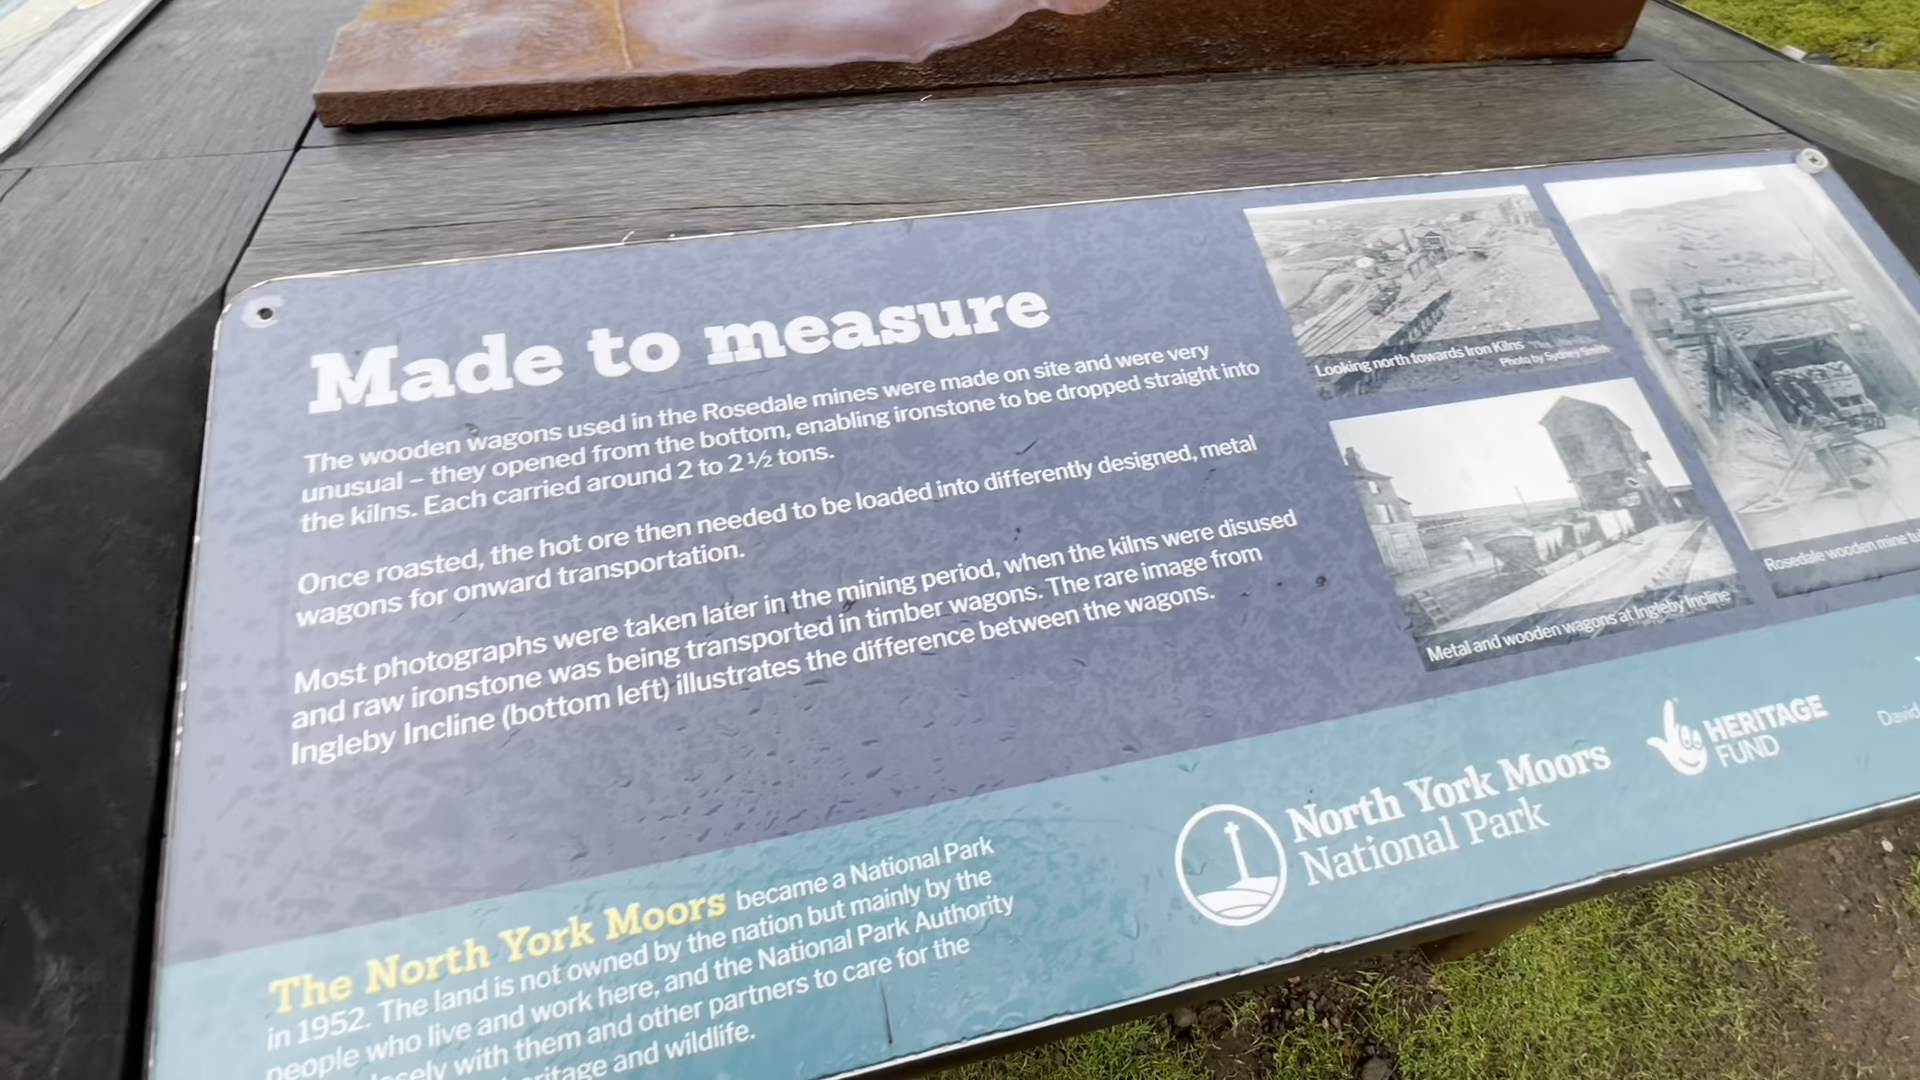 Made to measure
The wooden wagons used in the Rosedale mines were made on site and were very
unusual – they opened from the bottom, enabling ironstone to be dropped straight into
the kilns. Each carried around 2 to 2 ½ tons.
Once roasted, the hot ore then needed to be loaded into differently designed, metal
wagons for onward transportation.
Most photographs were taken later in the mining period, when the kilns were disused
and raw ironstone was being transported in timber wagons. The rare image from
Ingleby Incline (bottom left) illustrates the difference between the wagons.
Looking north towards Iron Kilns
Photo by Sydney
Metal and wooden wagons at Ingleby Incline
Rosedale wooden mine
The North York Moors became a National Park
in 1952. The land is not owned by the nation but mainly by the
people who live and work here, and the National Park Authority
with them and other partners to care for the
and wildlife.
North York Moors
National Park
HERITAGE
FUND
David